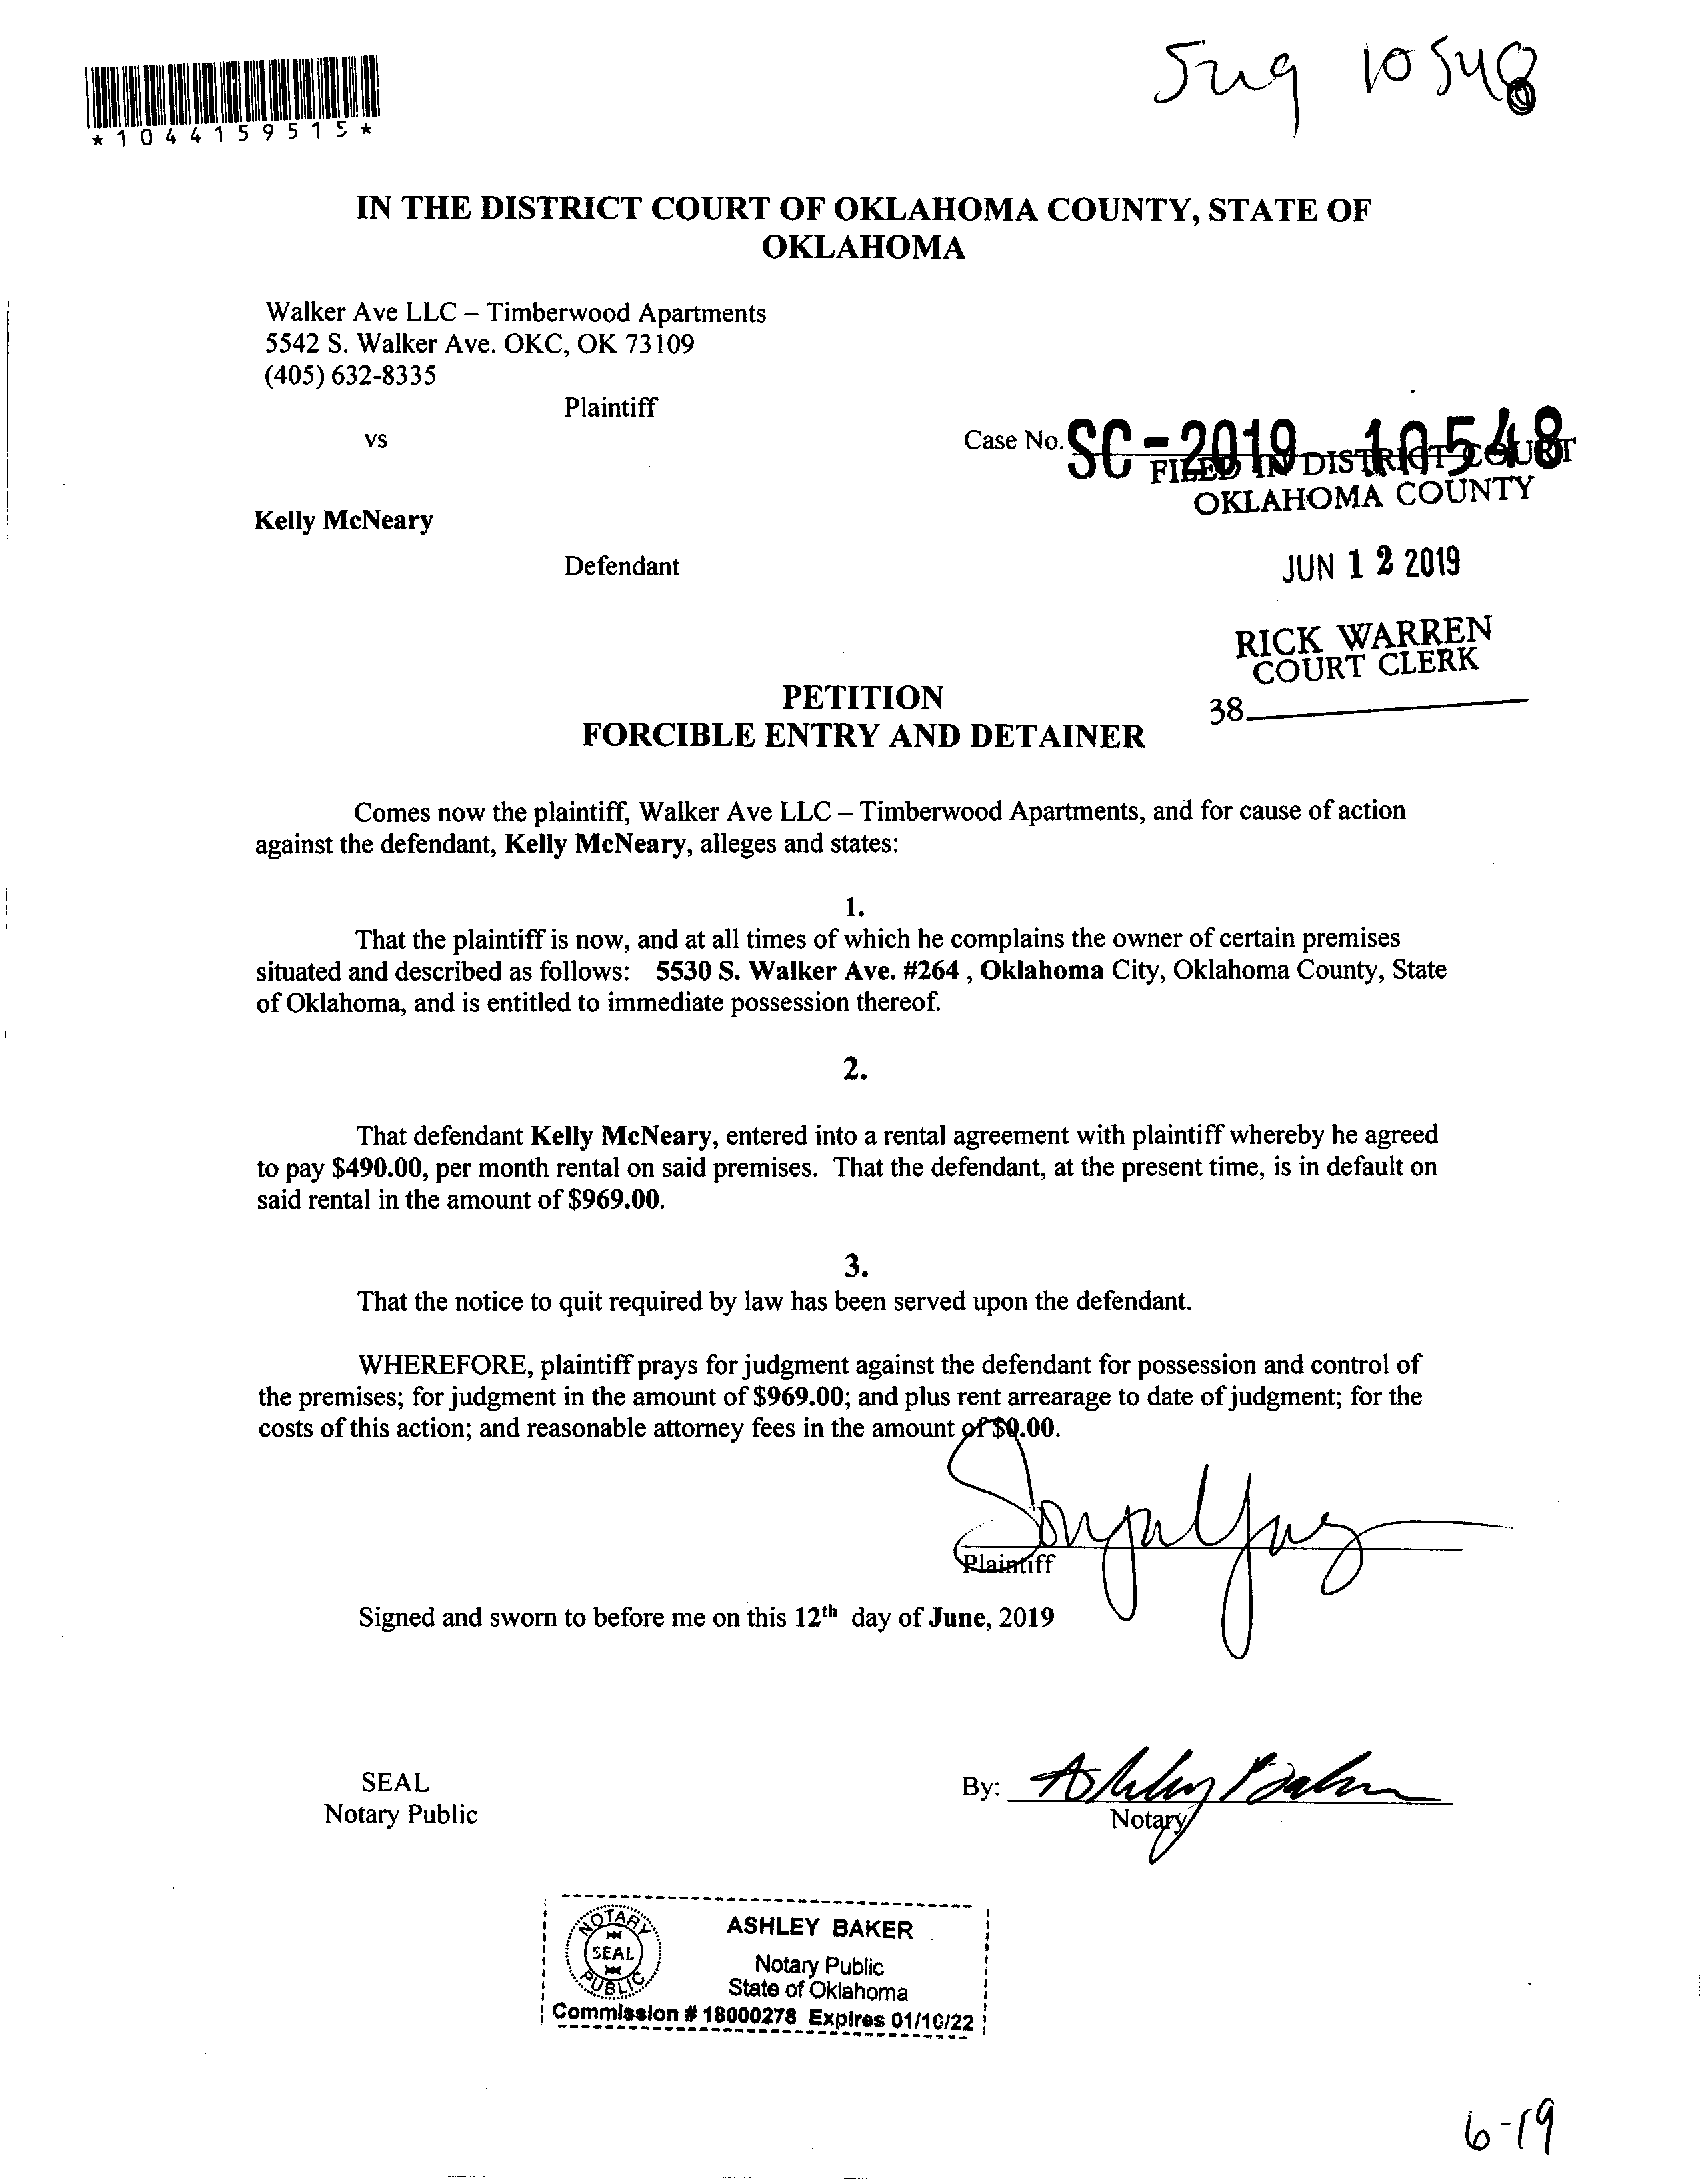 *1044159515*
10548
IN THE DISTRICT COURT OF OKLAHOMA COUNTY, STATE OF
OKLAHOMA
Walker Ave LLC – Timberwood Apartments
5542 S. Walker Ave. OKC, OK 73109
(405) 632-8335
Plaintiff
vs
Case No. SC-2019-10548
FILED IN DISTRICT COURT
OKLAHOMA COUNTY
Kelly McNeary
Defendant
JUN 12 2019
RICK WARREN
COURT CLERK
38
PETITION
FORCIBLE ENTRY AND DETAINER
Comes now the plaintiff, Walker Ave LLC – Timberwood Apartments, and for cause of action
against the defendant, Kelly McNeary, alleges and states:
1.
That the plaintiff is now, and at all times of which he complains the owner of certain premises
situated and described as follows: 5530 S. Walker Ave. #264 , Oklahoma City, Oklahoma County, State
of Oklahoma, and is entitled to immediate possession thereof.
2.
That defendant Kelly McNeary, entered into a rental agreement with plaintiff whereby he agreed
to pay $490.00, per month rental on said premises. That the defendant, at the present time, is in default on
said rental in the amount of $969.00.
3.
That the notice to quit required by law has been served upon the defendant.
WHEREFORE, plaintiff prays for judgment against the defendant for possession and control of
the premises; for judgment in the amount of $969.00; and plus rent arrearage to date of judgment; for the
costs of this action; and reasonable attorney fees in the amount of $0.00.
Plaintiff
Signed and sworn to before me on this 12th day of June, 2019
SEAL
Notary Public
By: Ashley Baker
Notary
NOTARY
SEAL
PUBLIC
ASHLEY BAKER
Notary Public
State of Oklahoma
Commission # 18000278 Expires 01/10/22
6-19